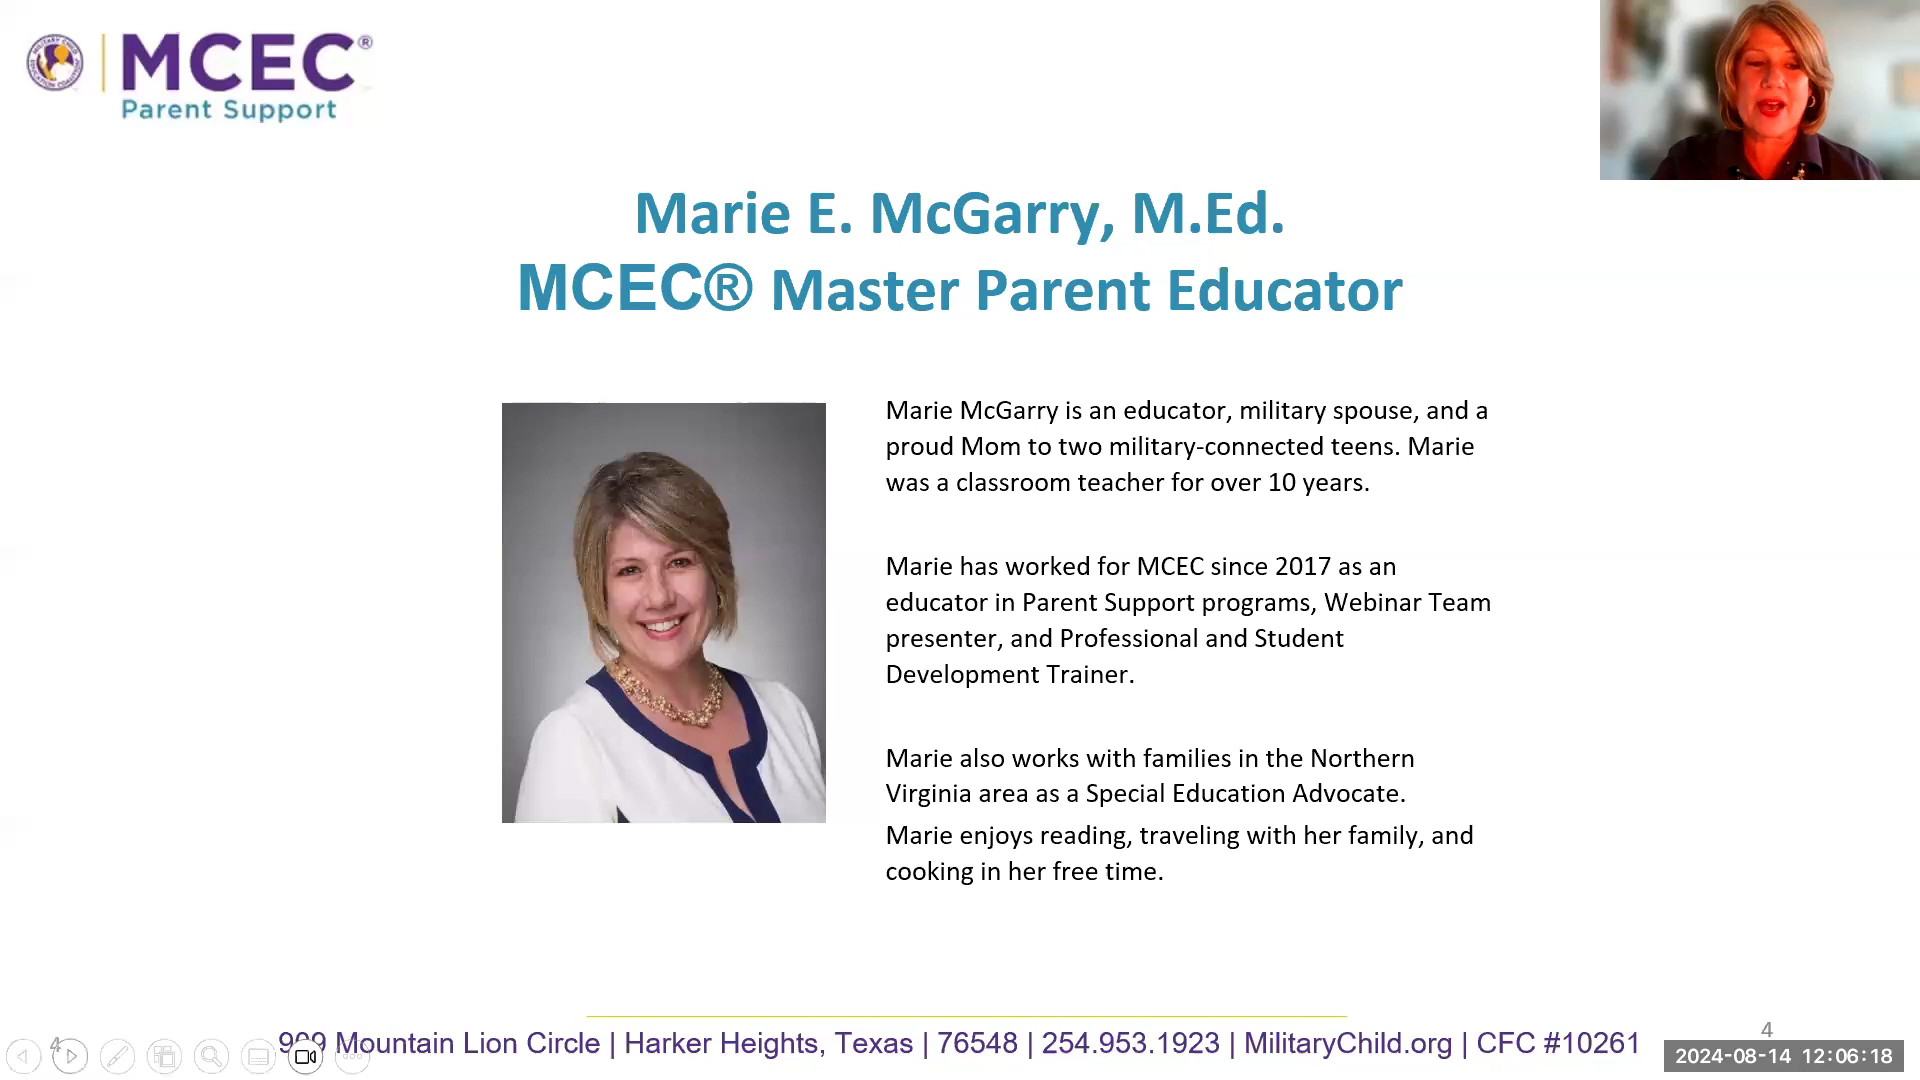 MCEC®
Parent Support
Marie E. McGarry, M.Ed.
MCEC® Master Parent Educator
Marie McGarry is an educator, military spouse, and a
proud Mom to two military-connected teens. Marie
was a classroom teacher for over 10 years.
Marie has worked for MCEC since 2017 as an
educator in Parent Support programs, Webinar Team
presenter, and Professional and Student
Development Trainer.
Marie also works with families in the Northern
Virginia area as a Special Education Advocate.
Marie enjoys reading, traveling with her family, and
cooking in her free time.
909 Mountain Lion Circle | Harker Heights, Texas | 76548 | 254.953.1923 | MilitaryChild.org | CFC #10261
4
4
2024-08-14 12:06:18